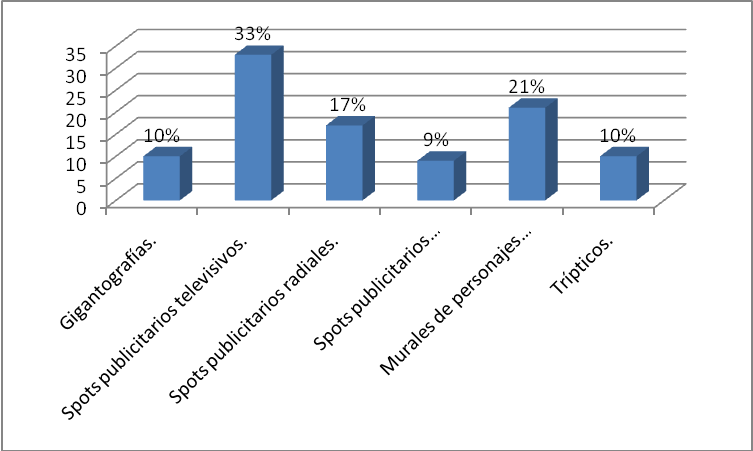 35
30
25
20
15
10
5
0
10%
33%
17%
9%
21%
10%
Gigantografías.
Spots publicitarios televisivos.
Spots publicitarios radiales.
Spots publicitarios...
Murales de personajes...
Trípticos.